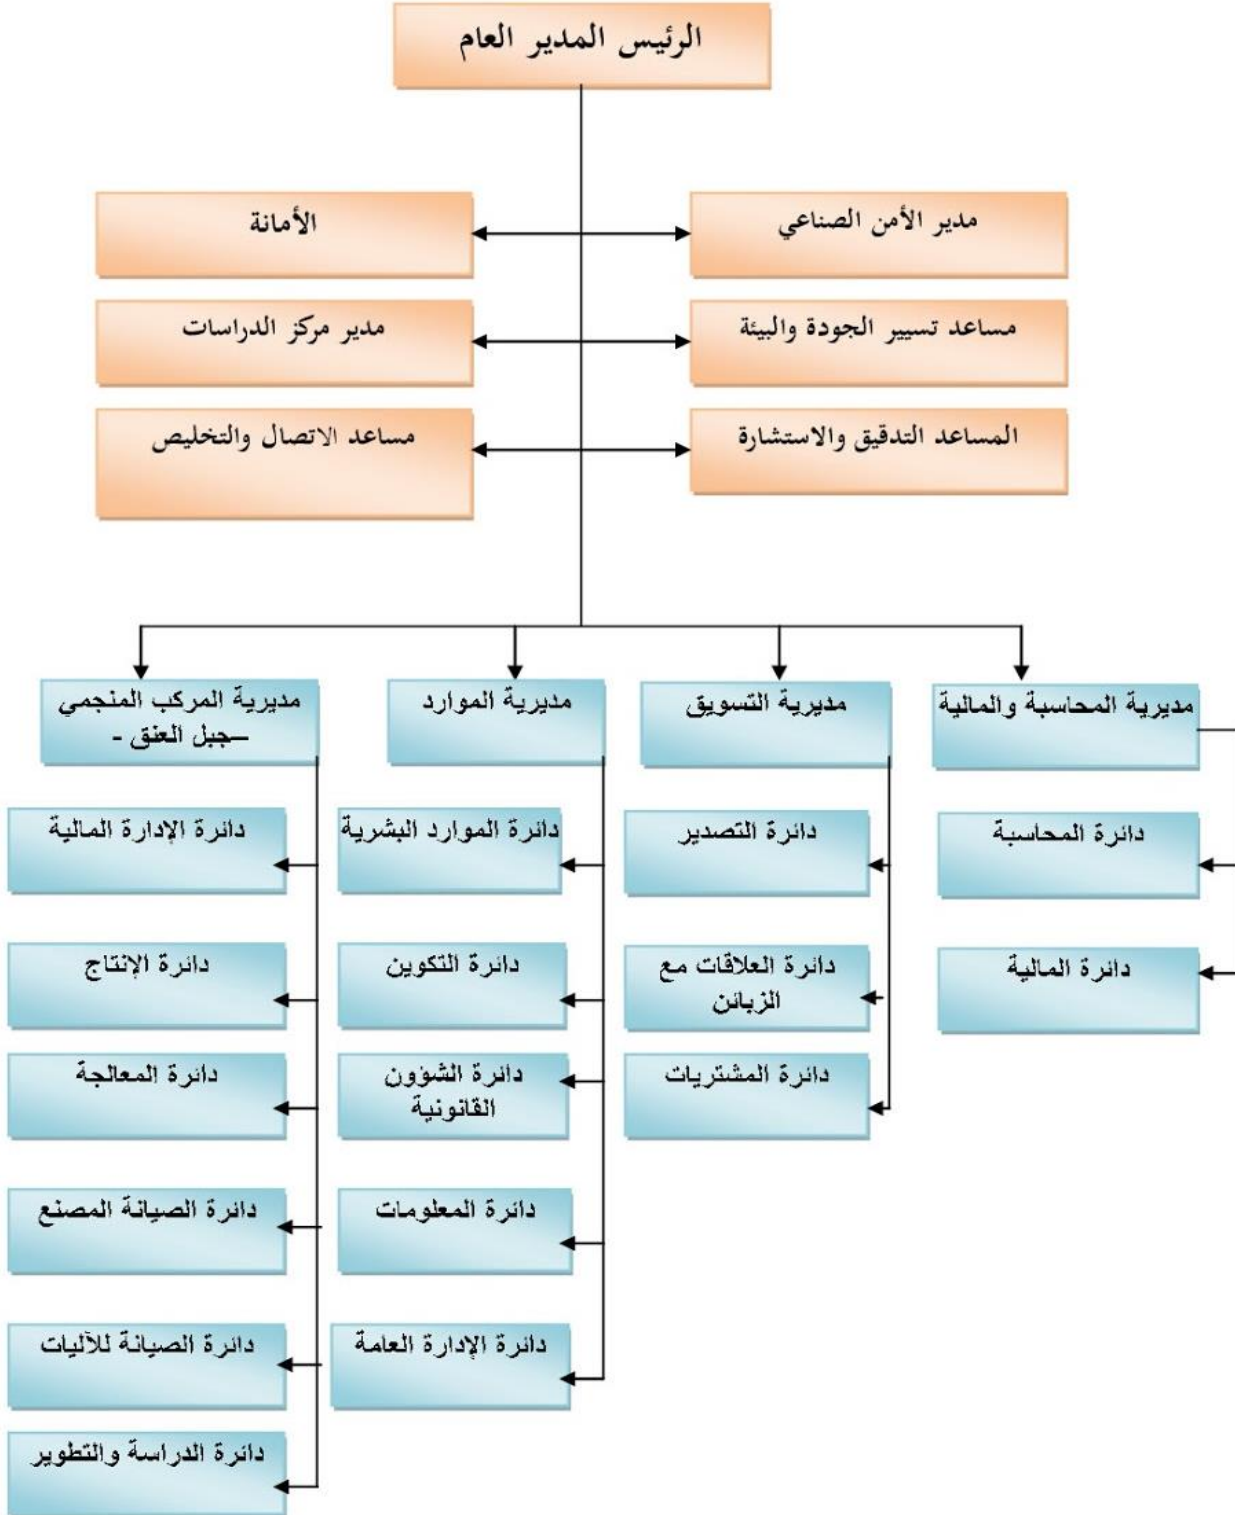 الرئيس المدير العام
مدير الأمن الصناعي
الأمانة
مساعد تسيير الجودة والبيئة
مدير مركز الدراسات
المساعد التدقيق والاستشارة
مساعد الاتصال والتخليص
مديرية المحاسبة والمالية
مديرية التسويق
مديرية الموارد
مديرية المركب المنجمي
–جبل العنق -
دائرة المحاسبة
دائرة التصدير
دائرة الموارد البشرية
دائرة الإدارة المالية
دائرة المالية
دائرة العلاقات مع
الزبائن
دائرة التكوين
دائرة الإنتاج
دائرة المشتريات
دائرة الشؤون
القانونية
دائرة المعالجة
دائرة المعلومات
دائرة الصيانة المصنع
دائرة الإدارة العامة
دائرة الصيانة للآليات
دائرة الدراسة والتطوير